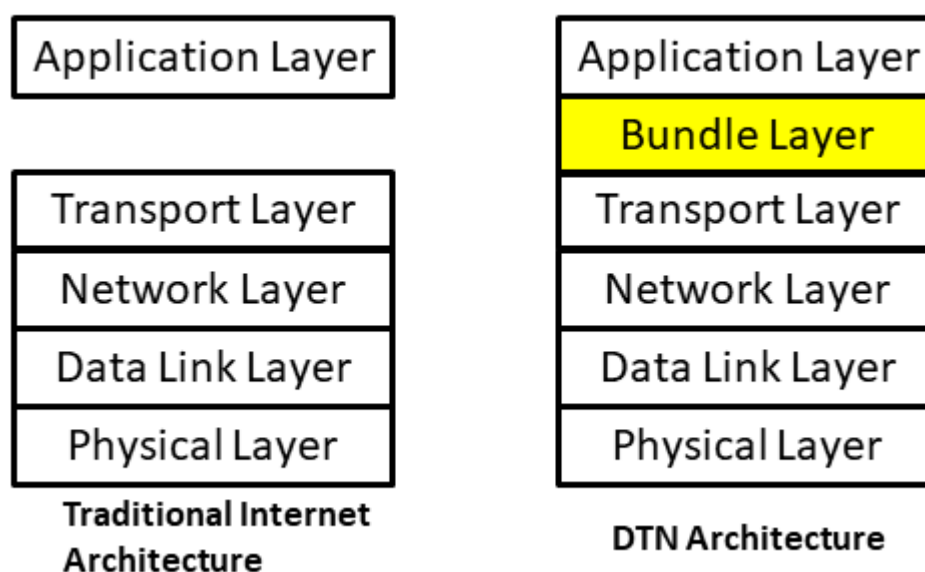 Application Layer
Transport Layer
Network Layer
Data Link Layer
Physical Layer
Traditional Internet
Architecture
Application Layer
Bundle Layer
Transport Layer
Network Layer
Data Link Layer
Physical Layer
DTN Architecture